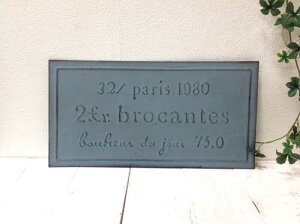 32/ paris.1980
2fr. brocantes
bonheur du jour 75,0